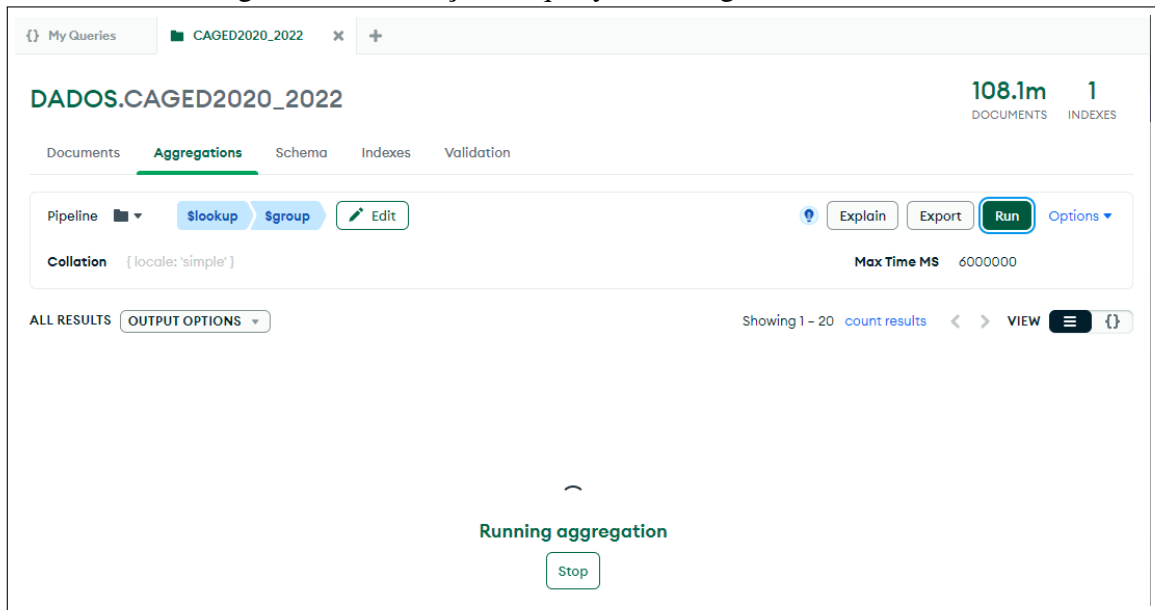 {} My Queries CAGED2020_2022 × +
DADOS.CAGED2020_2022
108.1m 1
DOCUMENTS INDEXES
Documents Aggregations Schema Indexes Validation
Pipeline $lookup $group Edit Explain Export Run Options
Collation { locale: 'simple' } Max Time MS 6000000
ALL RESULTS OUTPUT OPTIONS Showing 1 – 20 count results < > VIEW {}
Running aggregation
Stop